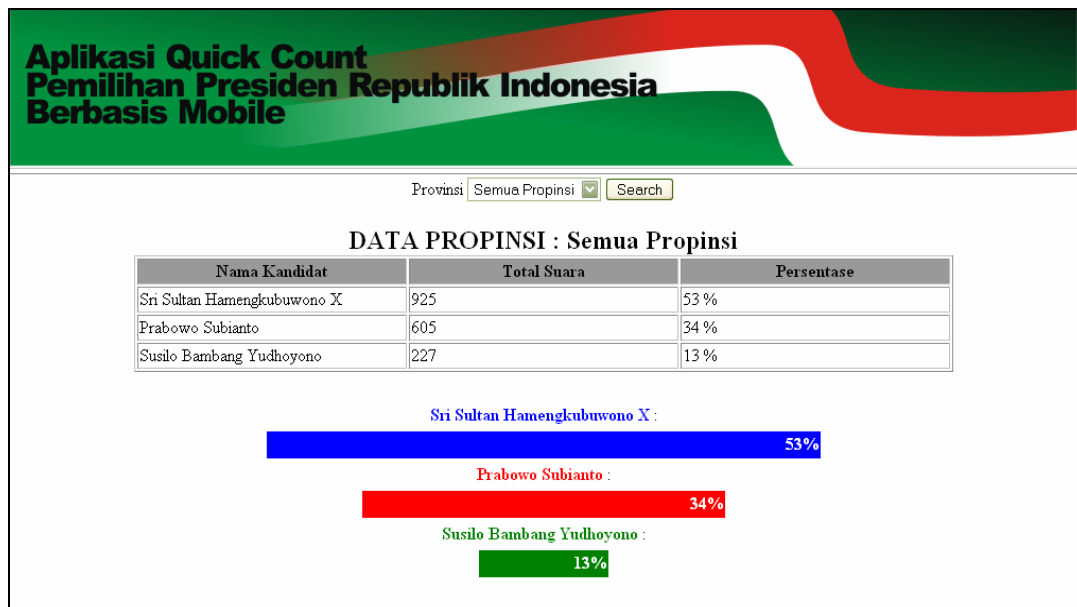 Aplikasi Quick Count
Pemilihan Presiden Republik Indonesia
Berbasis Mobile
Provinsi Semua Propinsi Search
DATA PROPINSI : Semua Propinsi
Nama Kandidat Total Suara Persentase
Sri Sultan Hamengkubuwono X 925 53 %
Prabowo Subianto 605 34 %
Susilo Bambang Yudhoyono 227 13 %
Sri Sultan Hamengkubuwono X :
53%
Prabowo Subianto :
34%
Susilo Bambang Yudhoyono :
13%